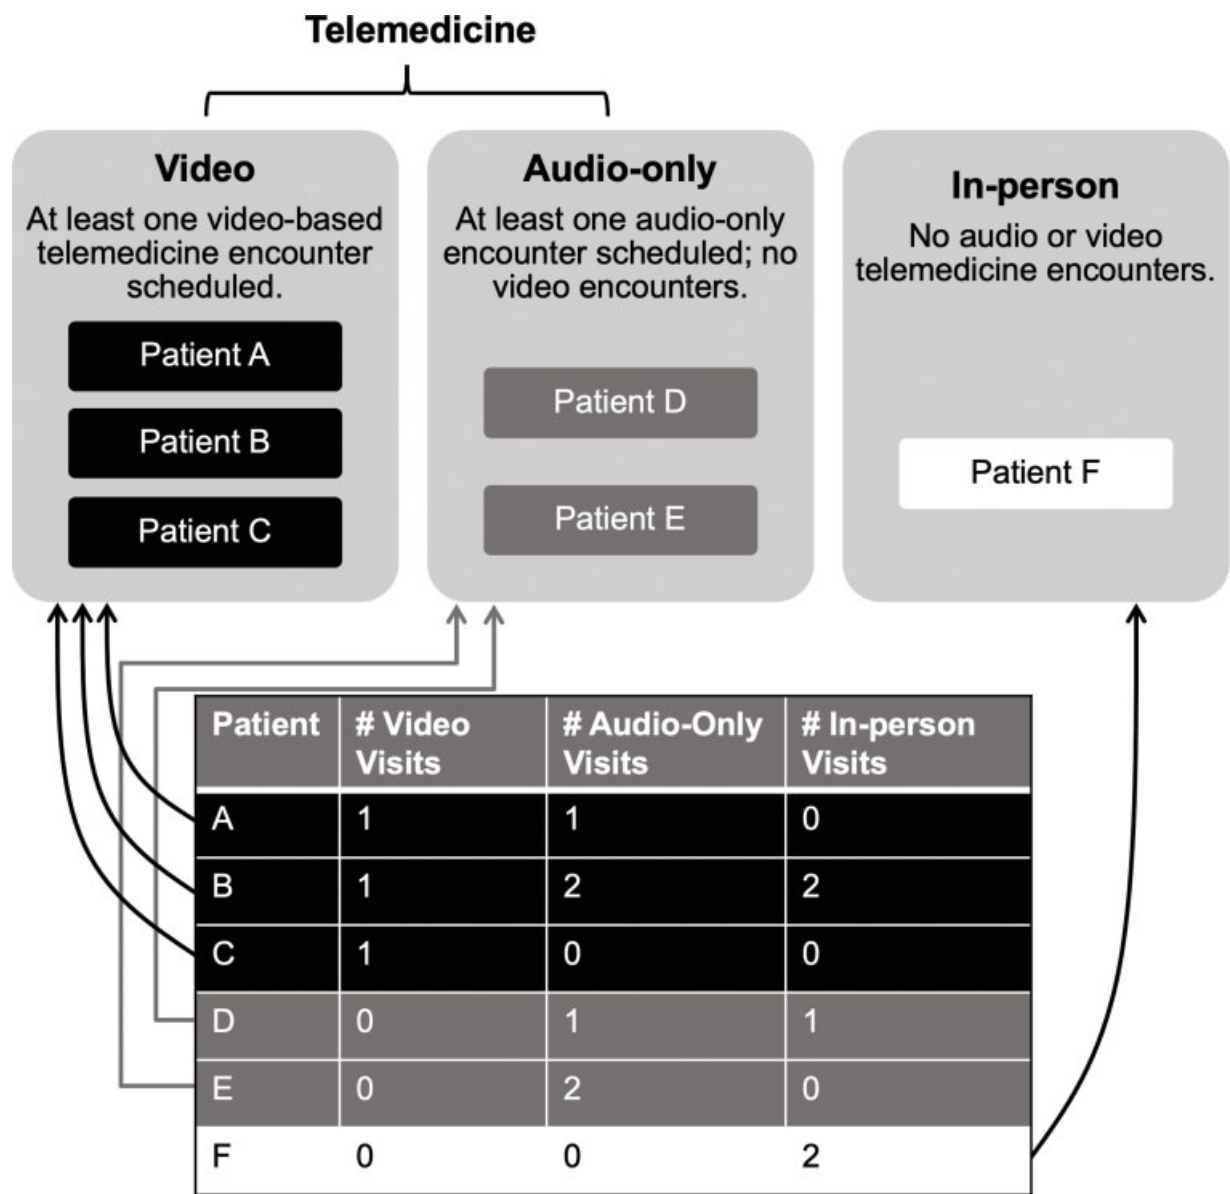 Telemedicine
Video
At least one video-based
telemedicine encounter
scheduled.
Patient A
Patient B
Patient C
Audio-only
At least one audio-only
encounter scheduled; no
video encounters.
Patient D
Patient E
In-person
No audio or video
telemedicine encounters.
Patient F
Patient # Video Visits # Audio-Only Visits # In-person Visits
A 1 1 0
B 1 2 2
C 1 0 0
D 0 1 1
E 0 2 0
F 0 0 2